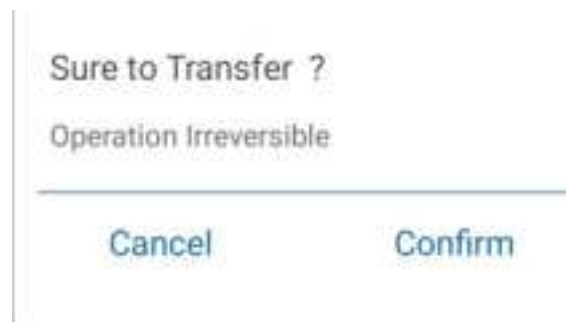 Sure to Transfer ?
Operation Irreversible
Cancel Confirm